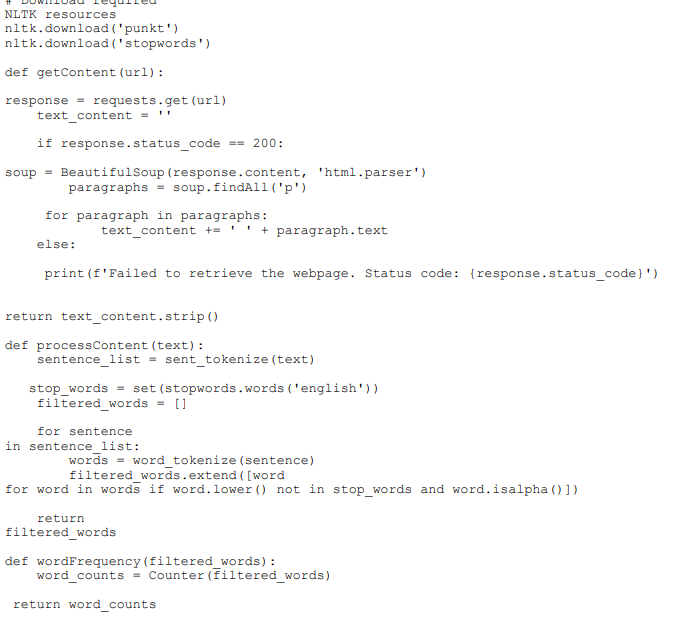 # Download required
NLTK resources
nltk.download('punkt')
nltk.download('stopwords')
def getContent(url):
response = requests.get(url)
text_content = ''
if response.status_code == 200:
soup = BeautifulSoup(response.content, 'html.parser')
paragraphs = soup.findAll('p')
for paragraph in paragraphs:
text_content += ' ' + paragraph.text
else:
print(f'Failed to retrieve the webpage. Status code: {response.status_code}')
return text_content.strip()
def processContent(text):
sentence_list = sent_tokenize(text)
stop_words = set(stopwords.words('english'))
filtered_words = []
for sentence
in sentence_list:
words = word_tokenize(sentence)
filtered_words.extend([word
for word in words if word.lower() not in stop_words and word.isalpha()])
return
filtered_words
def wordFrequency(filtered_words):
word_counts = Counter(filtered_words)
return word_counts